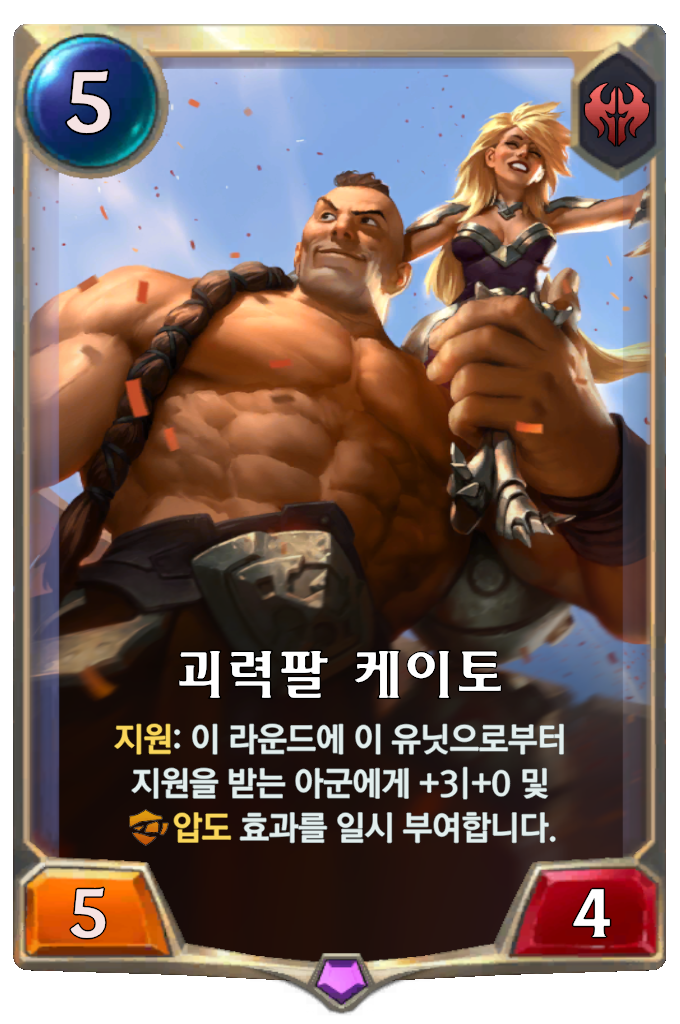 5
괴력팔 케이토
지원: 이 라운드에 이 유닛으로부터
지원을 받는 아군에게 +3|+0 및
압도 효과를 일시 부여합니다.
5
4